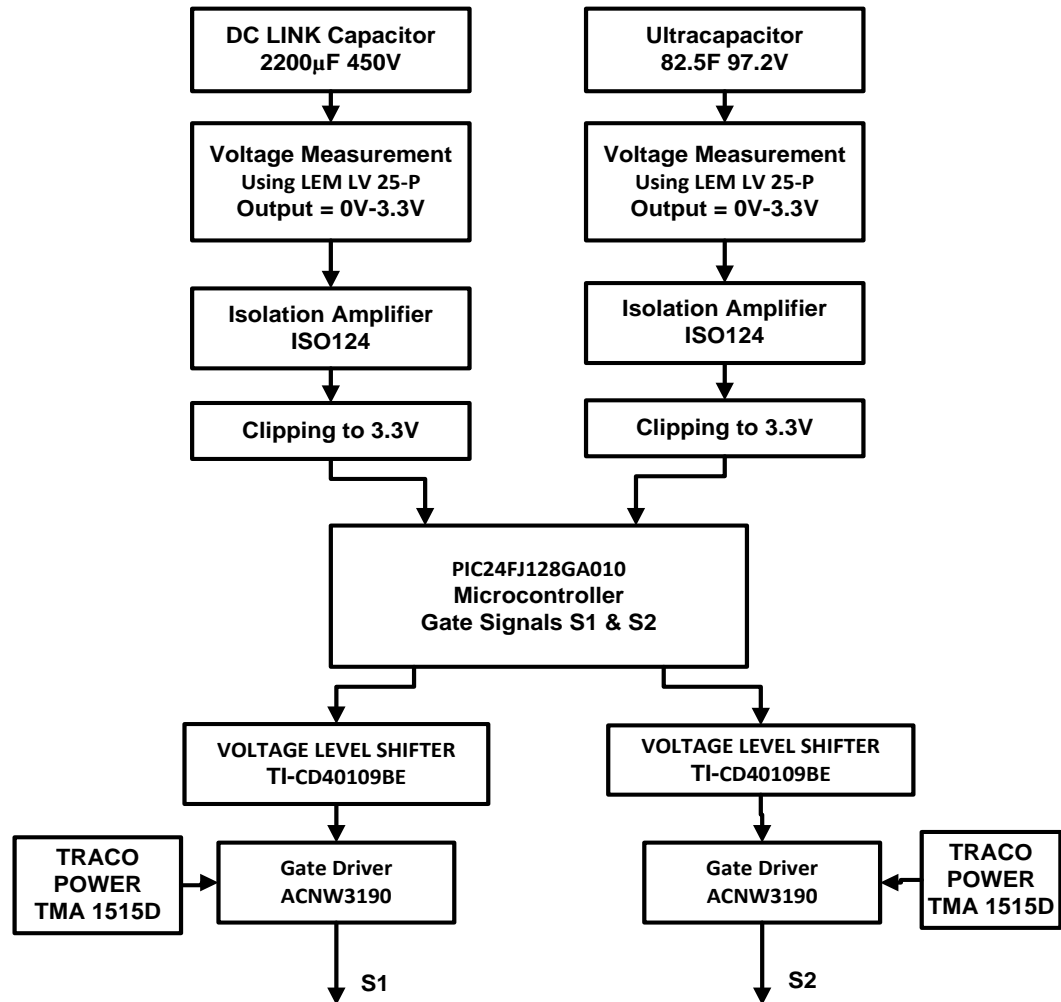 DC LINK Capacitor
2200µF 450V
Ultracapacitor
82.5F 97.2V
Voltage Measurement
Using LEM LV 25-P
Output = 0V-3.3V
Voltage Measurement
Using LEM LV 25-P
Output = 0V-3.3V
Isolation Amplifier
ISO124
Isolation Amplifier
ISO124
Clipping to 3.3V
Clipping to 3.3V
PIC24FJ128GA010
Microcontroller
Gate Signals S1 & S2
VOLTAGE LEVEL SHIFTER
TI-CD40109BE
VOLTAGE LEVEL SHIFTER
TI-CD40109BE
TRACO
POWER
TMA 1515D
Gate Driver
ACNW3190
Gate Driver
ACNW3190
TRACO
POWER
TMA 1515D
S1
S2